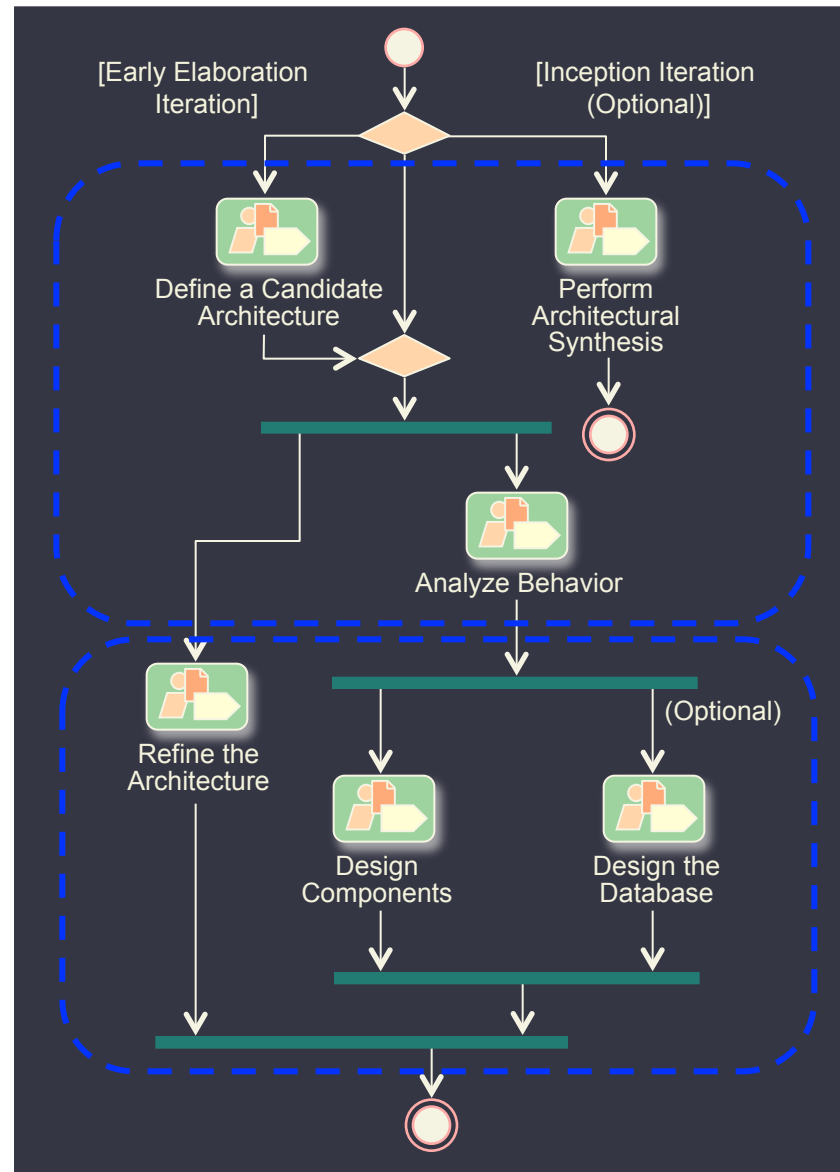 [Early Elaboration
Iteration]
[Inception Iteration
(Optional)]
Define a Candidate
Architecture
Perform
Architectural
Synthesis
Analyze Behavior
(Optional)
Refine the
Architecture
Design
Components
Design the
Database